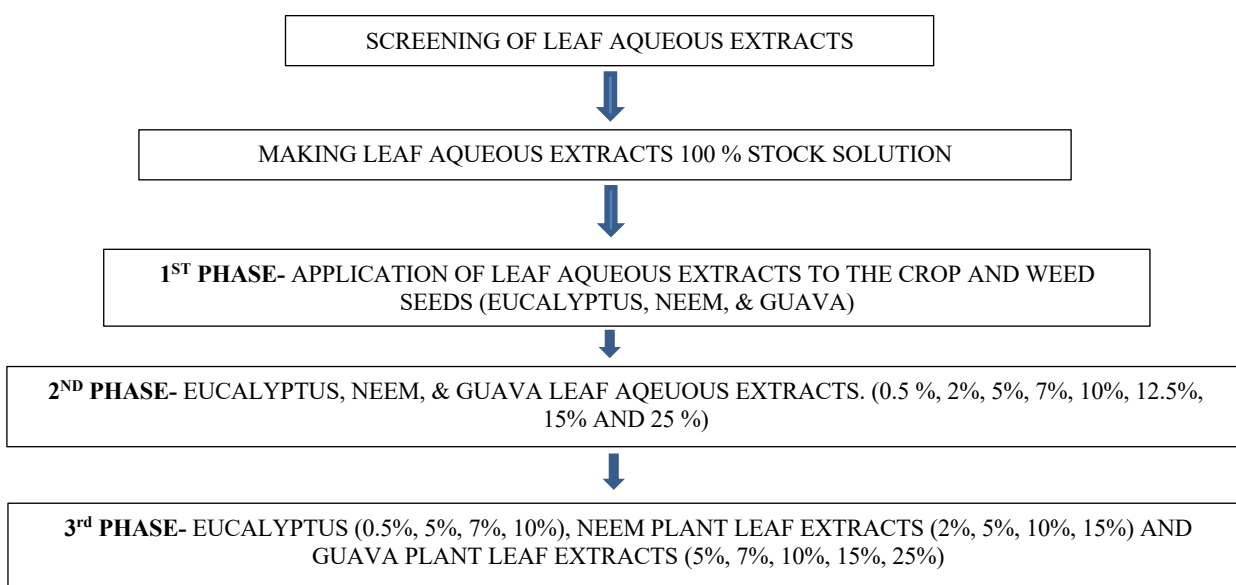 SCREENING OF LEAF AQUEOUS EXTRACTS
MAKING LEAF AQUEOUS EXTRACTS 100 % STOCK SOLUTION
1ST PHASE- APPLICATION OF LEAF AQUEOUS EXTRACTS TO THE CROP AND WEED
SEEDS (EUCALYPTUS, NEEM, & GUAVA)
2ND PHASE- EUCALYPTUS, NEEM, & GUAVA LEAF AQEUOUS EXTRACTS. (0.5 %, 2%, 5%, 7%, 10%, 12.5%,
15% AND 25 %)
3rd PHASE- EUCALYPTUS (0.5%, 5%, 7%, 10%), NEEM PLANT LEAF EXTRACTS (2%, 5%, 10%, 15%) AND
GUAVA PLANT LEAF EXTRACTS (5%, 7%, 10%, 15%, 25%)